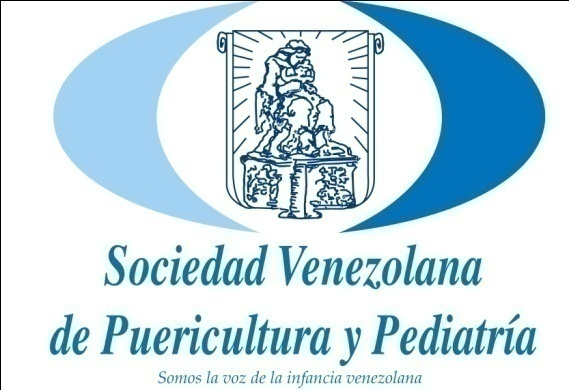 Sociedad Venezolana
de Puericultura y Pediatría
Somos la voz de la infancia venezolana